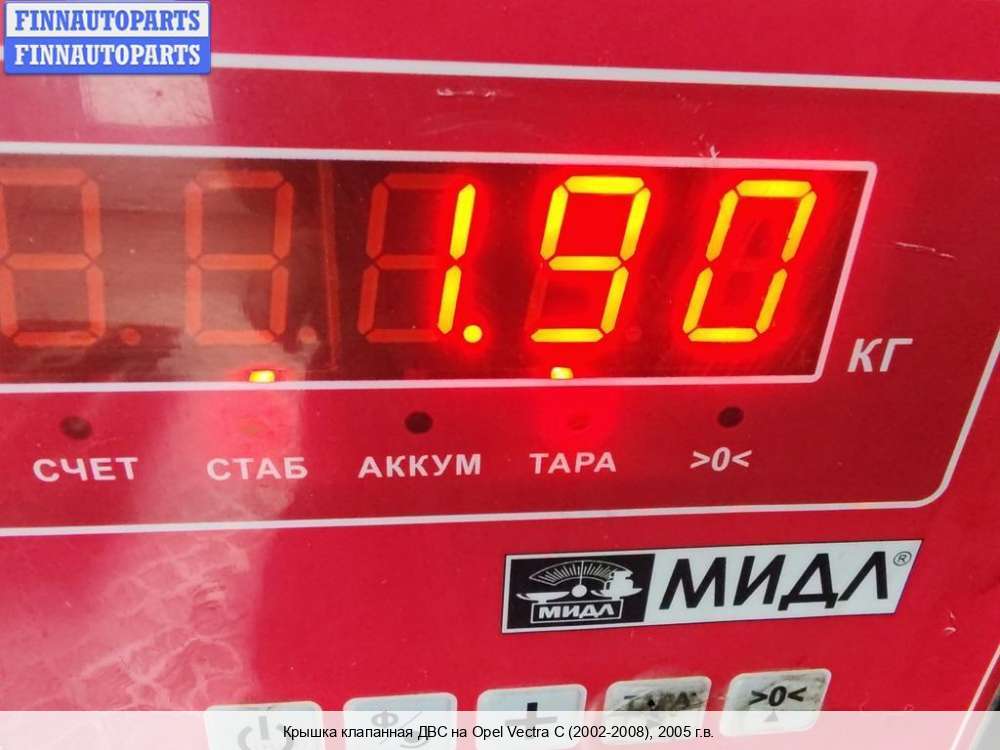 FINNAUTOPARTS
FINNAUTOPARTS
1.90
КГ
СЧЕТ СТАБ АККУМ ТАРА >0<
МИДЛ МИДЛ®
+ ТАРА >0<
Крышка клапанная ДВС на Opel Vectra C (2002-2008), 2005 г.в.